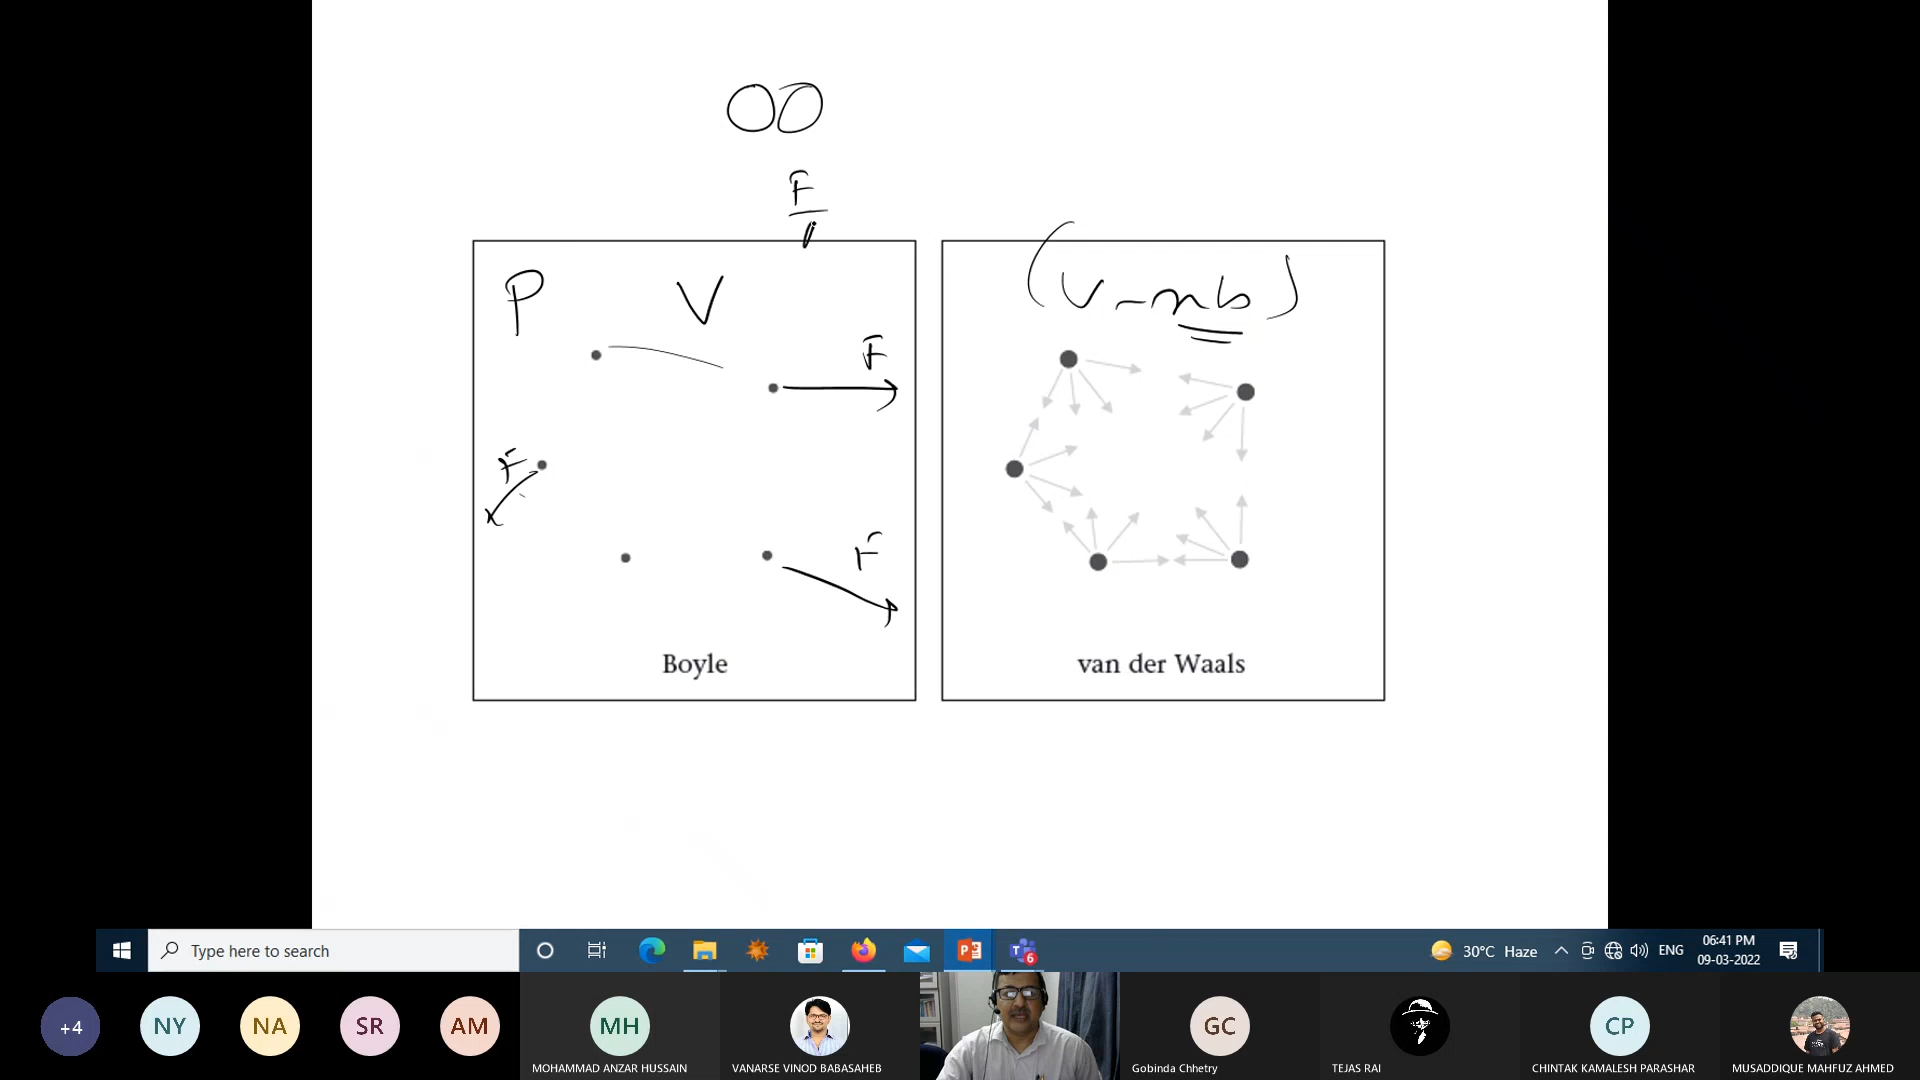 F
P V
(V-nb)
F
F
F
Boyle
van der Waals
Type here to search
6
30°C Haze
ENG
06:41 PM
09-03-2022
+4
NY
NA
SR
AM
MH
MOHAMMAD ANZAR HUSSAIN
VANARSE VINOD BABASAHEB
GC
Gobinda Chhetry
TEJAS RAI
CP
CHINTAK KAMALESH PARASHAR
MUSADDIQUE MAHFUZ AHMED